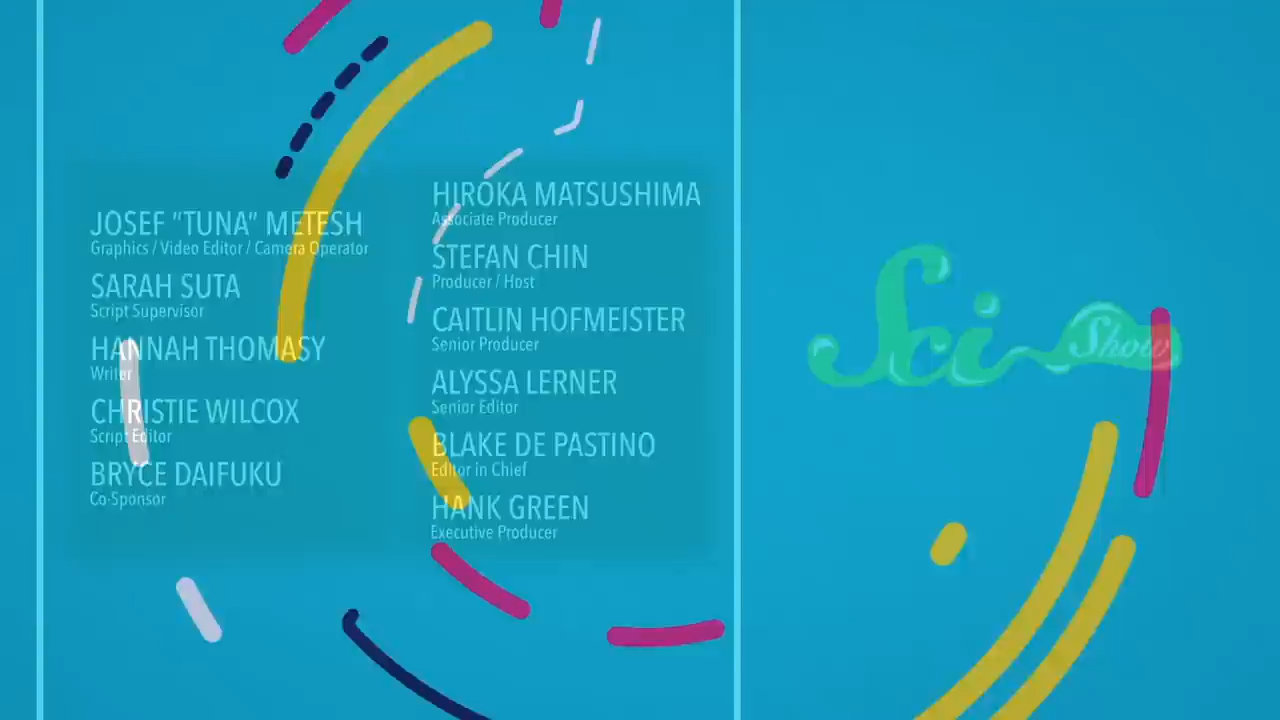 JOSEF “TUNA” METESH
Graphics / Video Editor / Camera Operator
SARAH SUTA
Script Supervisor
HANNAH THOMASY
Writer
CHRISTIE WILCOX
Script Editor
BRYCE DAIFUKU
Co-Sponsor
HIROKA MATSUSHIMA
Associate Producer
STEFAN CHIN
Producer / Host
CAITLIN HOFMEISTER
Senior Producer
ALYSSA LERNER
Senior Editor
BLAKE DE PASTINO
Editor in Chief
HANK GREEN
Executive Producer
Sci Show